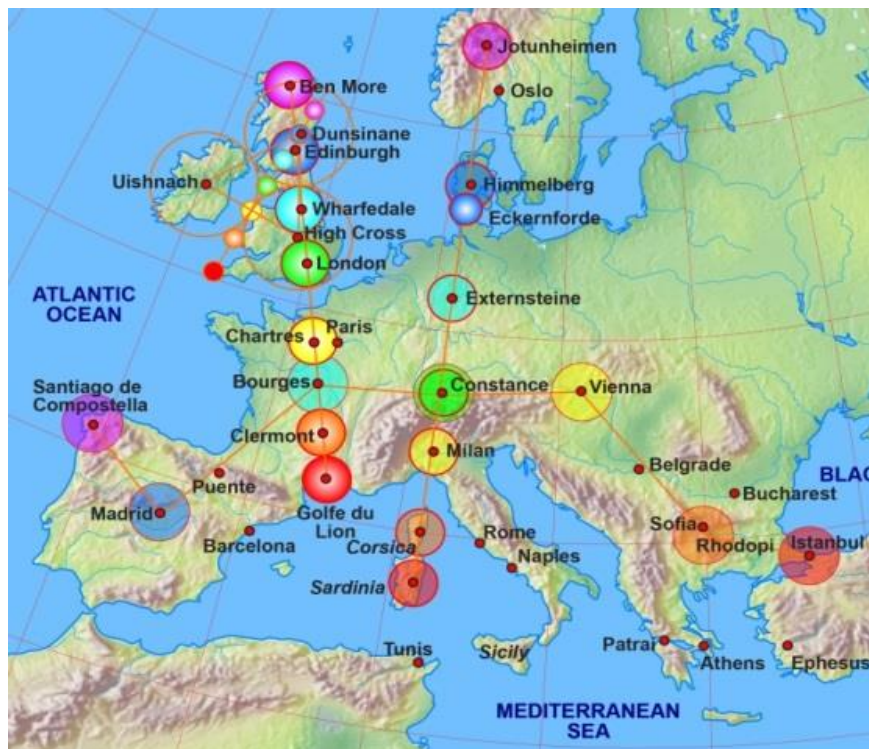 Jotunheimen
Ben More
Oslo
Dunsinane
Edinburgh
Uishnach
Himmelberg
Wharfedale
Eckernforde
High Cross
London
ATLANTIC
OCEAN
Externsteine
Chartres
Paris
Santiago de
Compostella
Bourges
Constance
Vienna
Clermont
Milan
Puente
Belgrade
BLAC
Bucharest
Madrid
Golfe du
Lion
Barcelona
Corsica
Rome
Sofia
Rhodopi
Istanbul
Naples
Sardinia
Tunis
Sicily
Patrai
Athens
Ephesus
MEDITERRANEAN
SEA